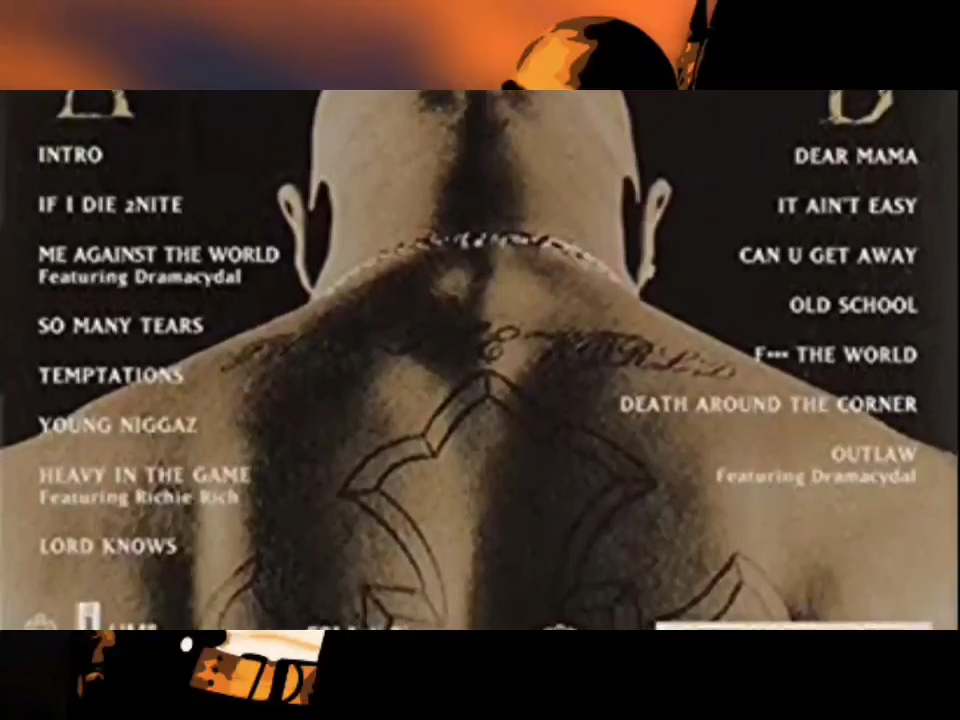 A
INTRO
IF I DIE 2NITE
ME AGAINST THE WORLD
Featuring Dramacydal
SO MANY TEARS
TEMPTATIONS
YOUNG NIGGAZ
HEAVY IN THE GAME
Featuring Richie Rich
LORD KNOWS
B
DEAR MAMA
IT AIN'T EASY
CAN U GET AWAY
OLD SCHOOL
F*** THE WORLD
DEATH AROUND THE CORNER
OUTLAW
Featuring Dramacydal